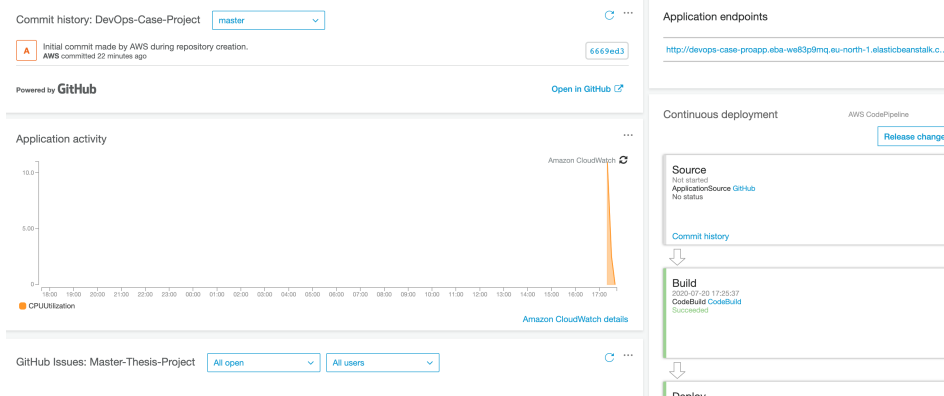 Commit history: DevOps-Case-Project master
A Initial commit made by AWS during repository creation.
AWS committed 22 minutes ago
6669ed3
Powered by GitHub
Open in GitHub
Application activity
Amazon CloudWatch
10.0
5.00
0
18:00 19:00 20:00 21:00 22:00 23:00 00:00 01:00 02:00 03:00 04:00 05:00 06:00 07:00 08:00 09:00 10:00 11:00 12:00 13:00 14:00 15:00 16:00 17:00
CPUUtilization
Amazon CloudWatch details
GitHub Issues: Master-Thesis-Project All open All users
Application endpoints
http://devops-case-proapp.eba-we83p9mq.eu-north-1.elasticbeanstalk.c...
Continuous deployment AWS CodePipeline
Release change
Source
Not started
ApplicationSource GitHub
No status
Commit history
Build
2020-07-20 17:25:37
CodeBuild CodeBuild
Succeeded
Deploy